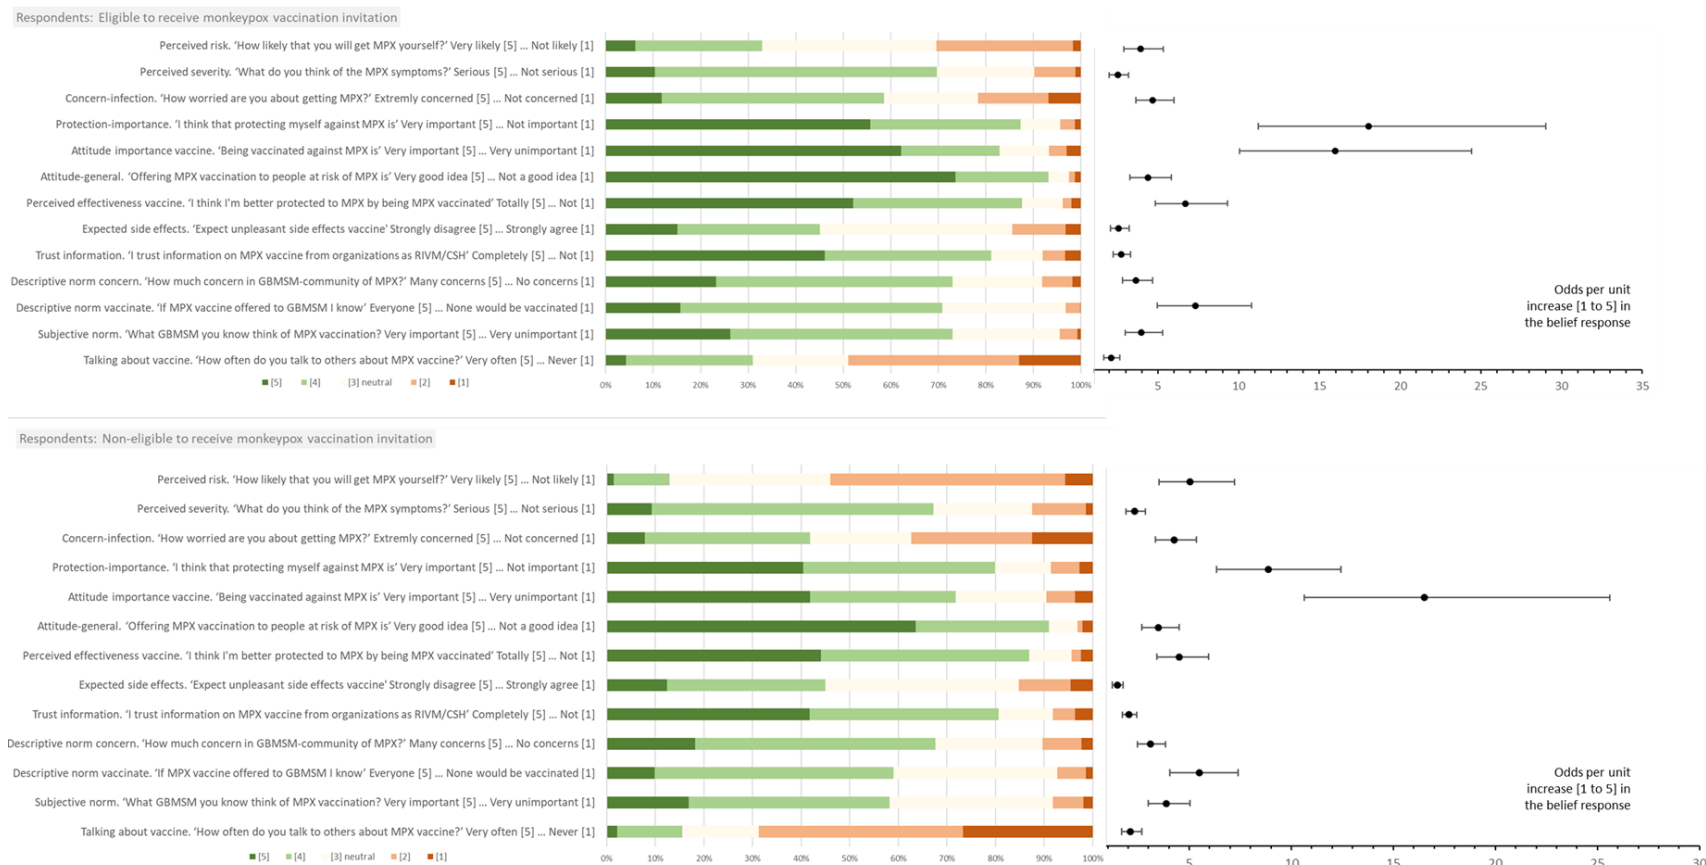 Respondents: Eligible to receive monkeypox vaccination invitation
Perceived risk. ‘How likely that you will get MPX yourself?’ Very likely [5] ... Not likely [1]
Perceived severity. ‘What do you think of the MPX symptoms?’ Serious [5] ... Not serious [1]
Concern-infection. ‘How worried are you about getting MPX?’ Extremly concerned [5] ... Not concerned [1]
Protection-importance. ‘I think that protecting myself against MPX is’ Very important [5] ... Not important [1]
Attitude importance vaccine. ‘Being vaccinated against MPX is’ Very important [5] ... Very unimportant [1]
Attitude-general. ‘Offering MPX vaccination to people at risk of MPX is’ Very good idea [5] ... Not a good idea [1]
Perceived effectiveness vaccine. ‘I think I'm better protected to MPX by being MPX vaccinated’ Totally [5] ... Not [1]
Expected side effects. ‘Expect unpleasant side effects vaccine' Strongly disagree [5] ... Strongly agree [1]
Trust information. ‘I trust information on MPX vaccine from organizations as RIVM/CSH’ Completely [5] ... Not [1]
Descriptive norm concern. ‘How much concern in GBMSM-community of MPX?’ Many concerns [5] ... No concerns [1]
Descriptive norm vaccinate. ‘If MPX vaccine offered to GBMSM I know’ Everyone [5] ... None would be vaccinated [1]
Subjective norm. ‘What GBMSM you know think of MPX vaccination? Very important [5] ... Very unimportant [1]
Talking about vaccine. ‘How often do you talk to others about MPX vaccine?’ Very often [5] ... Never [1]
[5] [4] [3] neutral [2] [1]
0% 10% 20% 30% 40% 50% 60% 70% 80% 90% 100%
Odds per unit
increase [1 to 5] in
the belief response
5 10 15 20 25 30 35
Respondents: Non-eligible to receive monkeypox vaccination invitation
Perceived risk. ‘How likely that you will get MPX yourself?’ Very likely [5] ... Not likely [1]
Perceived severity. ‘What do you think of the MPX symptoms?’ Serious [5] ... Not serious [1]
Concern-infection. ‘How worried are you about getting MPX?’ Extremly concerned [5] ... Not concerned [1]
Protection-importance. ‘I think that protecting myself against MPX is’ Very important [5] ... Not important [1]
Attitude importance vaccine. ‘Being vaccinated against MPX is’ Very important [5] ... Very unimportant [1]
Attitude-general. ‘Offering MPX vaccination to people at risk of MPX is’ Very good idea [5] ... Not a good idea [1]
Perceived effectiveness vaccine. ‘I think I'm better protected to MPX by being MPX vaccinated’ Totally [5] ... Not [1]
Expected side effects. ‘Expect unpleasant side effects vaccine' Strongly disagree [5] ... Strongly agree [1]
Trust information. ‘I trust information on MPX vaccine from organizations as RIVM/CSH’ Completely [5] ... Not [1]
Descriptive norm concern. ‘How much concern in GBMSM-community of MPX?’ Many concerns [5] ... No concerns [1]
Descriptive norm vaccinate. ‘If MPX vaccine offered to GBMSM I know’ Everyone [5] ... None would be vaccinated [1]
Subjective norm. ‘What GBMSM you know think of MPX vaccination? Very important [5] ... Very unimportant [1]
Talking about vaccine. ‘How often do you talk to others about MPX vaccine?’ Very often [5] ... Never [1]
[5] [4] [3] neutral [2] [1]
0% 10% 20% 30% 40% 50% 60% 70% 80% 90% 100%
Odds per unit
increase [1 to 5] in
the belief response
5 10 15 20 25 30